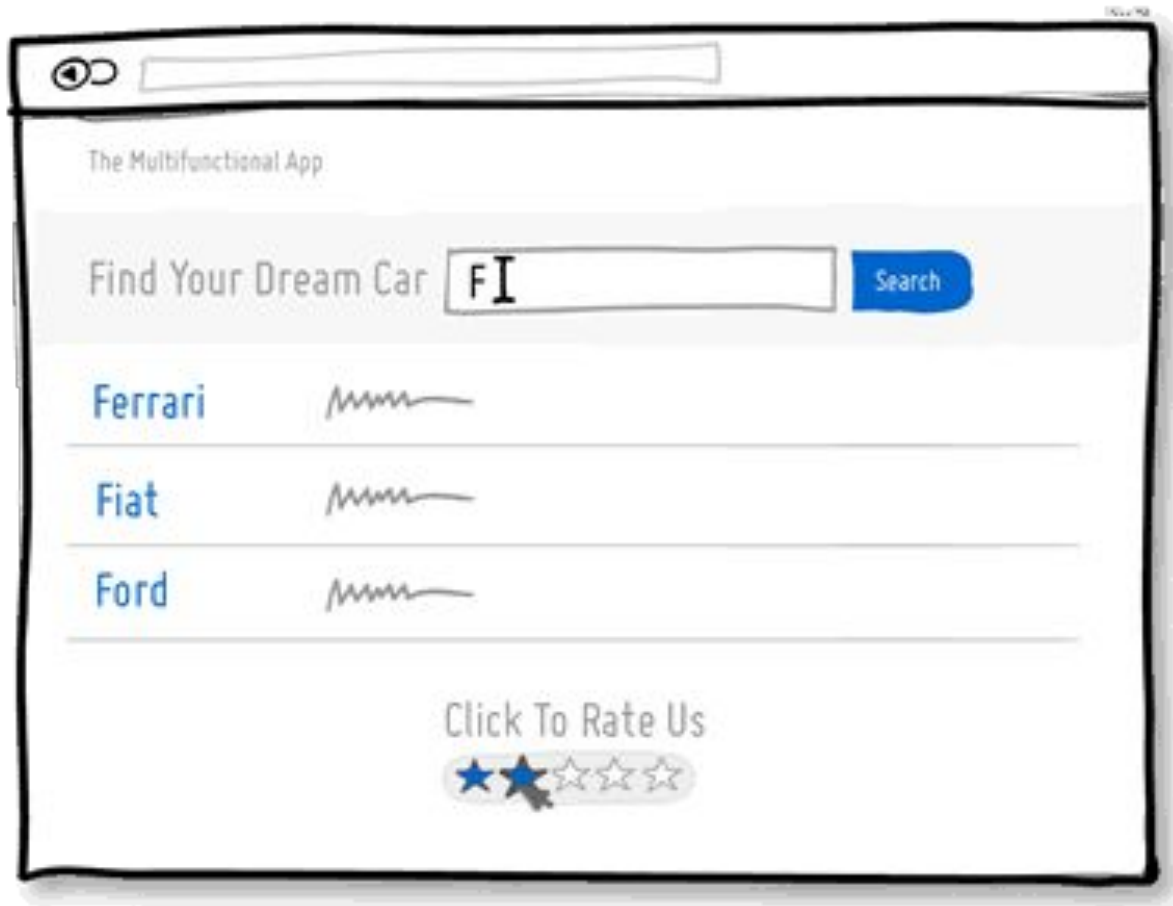 The Multifunctional App
Find Your Dream Car F Search
Ferrari
Fiat
Ford
Click To Rate Us